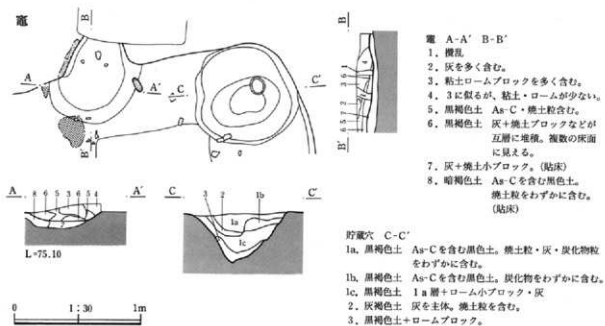 竈
B
A
A′
C
C′
B′
C
A
A′
8 6 5 3 6 5 4
L=75.10
C
C′
3 2 1b
1a
1c
0 1:30 1m
B
B′
竈 A-A′ B-B′
1．攪乱
2．灰を多く含む。
3．粘土ロームブロックを多く含む。
4．3に似るが、粘土・ロームが少ない。
5．黒褐色土 As-C・焼土粒含む。
6．黒褐色土 灰+焼土ブロックなどが
互層に堆積。複数の床面
に見える。
7．灰+焼土小ブロック。(貼床)
8．暗褐色土 As-Cを含む黒色土。
焼土粒をわずかに含む。
(貼床)
貯蔵穴 C-C′
1a．黒褐色土 As-Cを含む黒色土。焼土粒・灰・炭化物粒
をわずかに含む。
1b．黒褐色土 As-Cを含む黒色土。炭化物をわずかに含む。
1c．黒褐色土 1a層+ローム小ブロック・灰
2．灰褐色土 灰を主体。焼土粒を含む。
3．黒褐色土+ロームブロック。